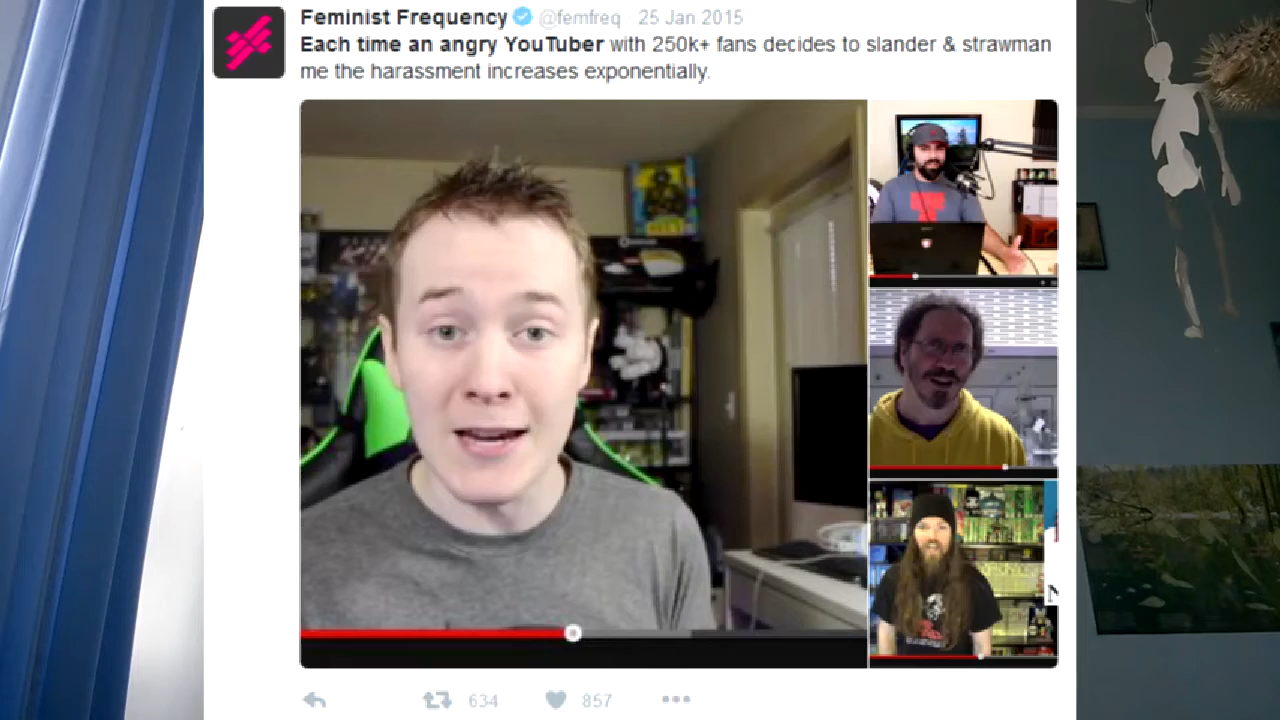 Feminist Frequency @femfreq 25 Jan 2015
Each time an angry YouTuber with 250k+ fans decides to slander & strawman
me the harassment increases exponentially.
634 857